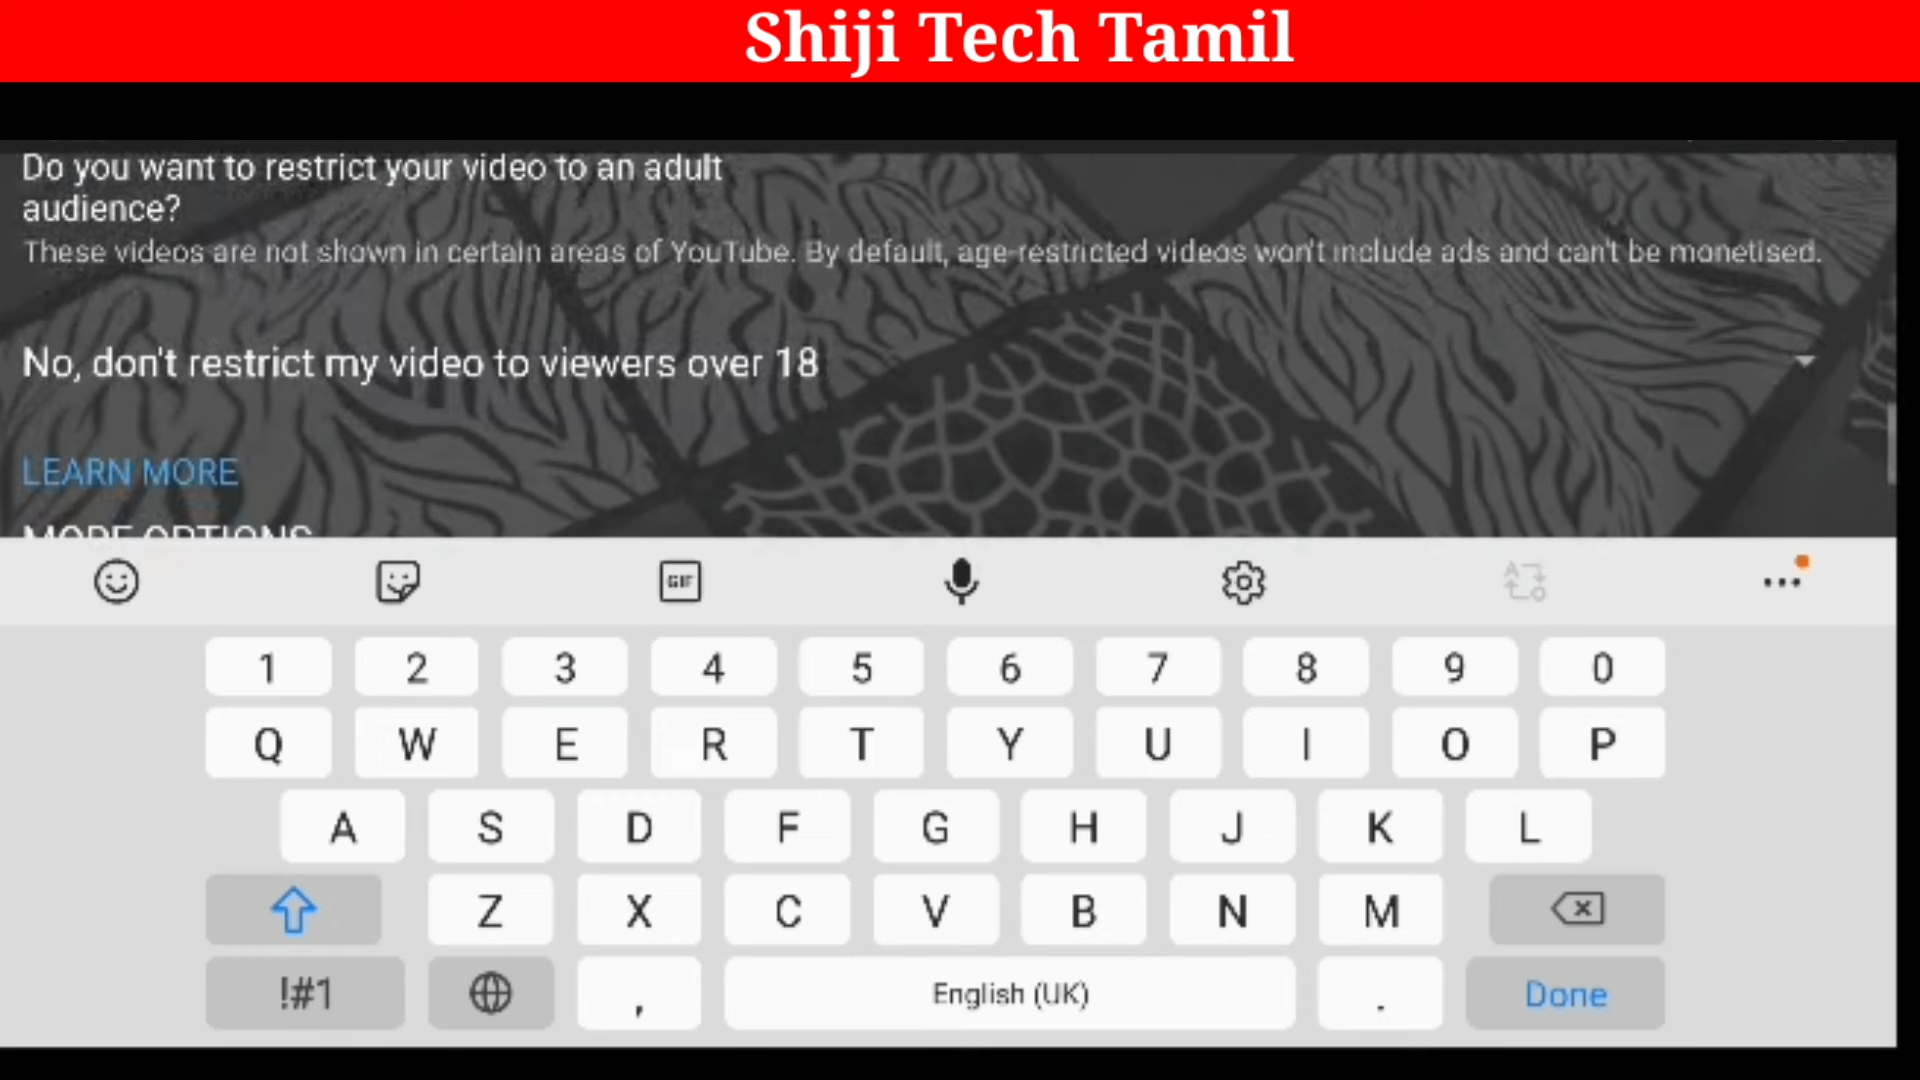 Shiji Tech Tamil
Do you want to restrict your video to an adult
audience?
These videos are not shown in certain areas of YouTube. By default, age-restricted videos won't include ads and can't be monetised.
No, don't restrict my video to viewers over 18
LEARN MORE
MORE OPTIONS
GIF
1 2 3 4 5 6 7 8 9 0
Q W E R T Y U I O P
A S D F G H J K L
Z X C V B N M
!#1 , English (UK) . Done